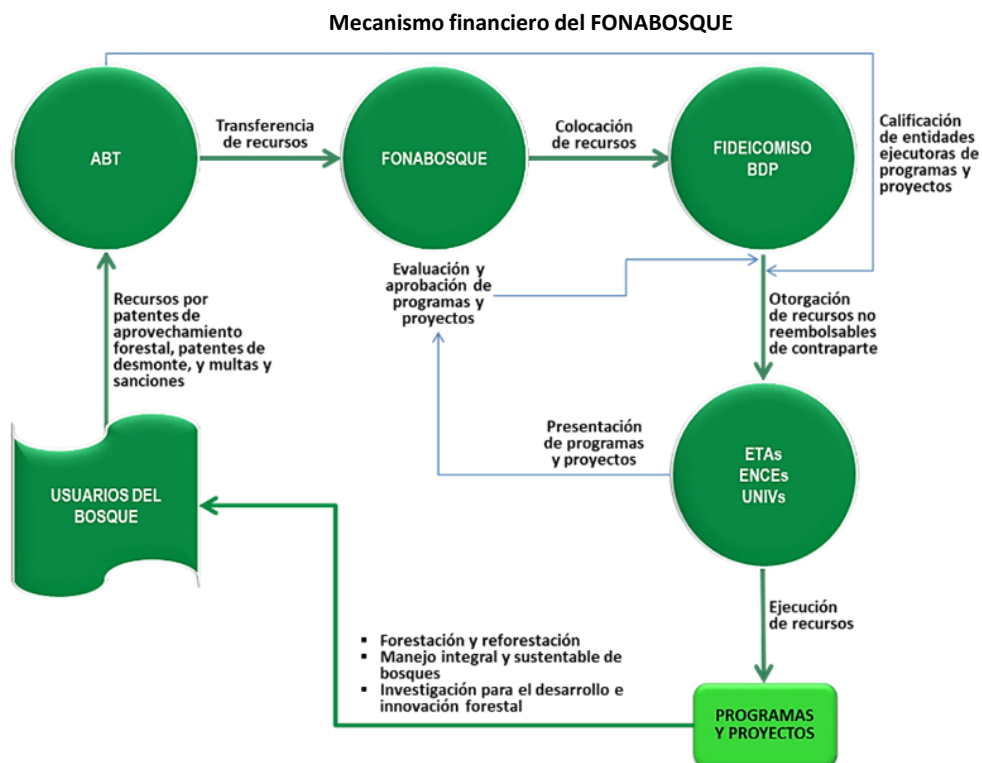 Mecanismo financiero del FONABOSQUE
ABT
Transferencia
de recursos
FONABOSQUE
Colocación
de recursos
FIDEICOMISO
BDP
Calificación
de entidades
ejecutoras de
programas y
proyectos
Recursos por
patentes de
aprovechamiento
forestal, patentes de
desmonte, y multas y
sanciones
Evaluación y
aprobación de
programas y
proyectos
Otorgación
de recursos no
reembolsables
de contraparte
USUARIOS DEL
BOSQUE
Presentación
de programas
y proyectos
ETAs
ENCEs
UNIVs
Ejecución
de recursos
▪ Forestación y reforestación
▪ Manejo integral y sustentable de
bosques
▪ Investigación para el desarrollo e
innovación forestal
PROGRAMAS
Y PROYECTOS